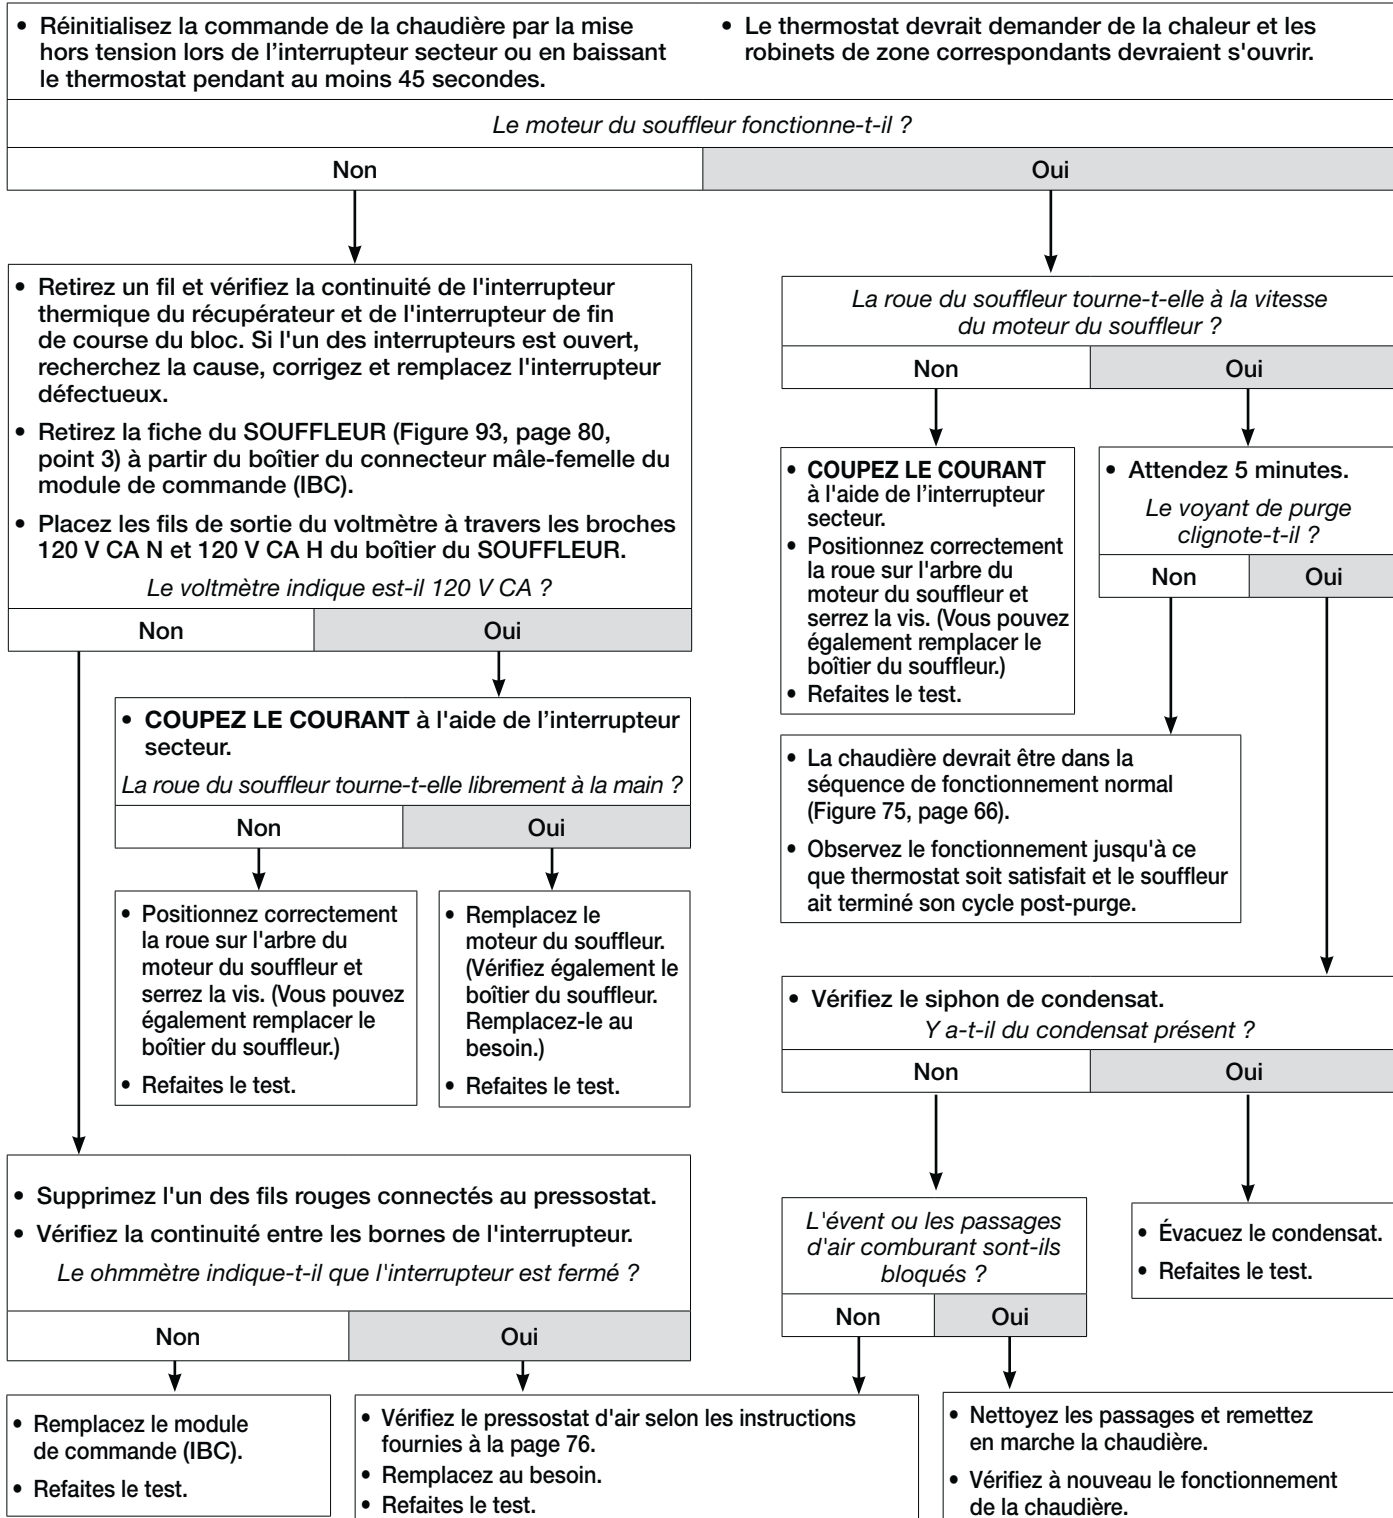 • Réinitialisez la commande de la chaudière par la mise
hors tension lors de l'interrupteur secteur ou en baissant
le thermostat pendant au moins 45 secondes.
• Le thermostat devrait demander de la chaleur et les
robinets de zone correspondants devraient s'ouvrir.
Le moteur du souffleur fonctionne-t-il ?
Non
Oui
• Retirez un fil et vérifiez la continuité de l'interrupteur
thermique du récupérateur et de l'interrupteur de fin
de course du bloc. Si l'un des interrupteurs est ouvert,
recherchez la cause, corrigez et remplacez l'interrupteur
défectueux.
• Retirez la fiche du SOUFFLEUR (Figure 93, page 80,
point 3) à partir du boîtier du connecteur mâle-femelle du
module de commande (IBC).
• Placez les fils de sortie du voltmètre à travers les broches
120 V CA N et 120 V CA H du boîtier du SOUFFLEUR.
Le voltmètre indique est-il 120 V CA ?
Non
Oui
• COUPEZ LE COURANT à l'aide de l'interrupteur
secteur.
La roue du souffleur tourne-t-elle librement à la main ?
Non
Oui
• Positionnez correctement
la roue sur l'arbre du
moteur du souffleur et
serrez la vis. (Vous pouvez
également remplacer le
boîtier du souffleur.)
• Refaites le test.
• Remplacez le
moteur du souffleur.
(Vérifiez également le
boîtier du souffleur.
Remplacez-le au
besoin.)
• Refaites le test.
• Supprimez l'un des fils rouges connectés au pressostat.
• Vérifiez la continuité entre les bornes de l'interrupteur.
Le ohmmètre indique-t-il que l'interrupteur est fermé ?
Non
Oui
• Remplacez le module
de commande (IBC).
• Refaites le test.
• Vérifiez le pressostat d'air selon les instructions
fournies à la page 76.
• Remplacez au besoin.
• Refaites le test.
La roue du souffleur tourne-t-elle à la vitesse
du moteur du souffleur ?
Non
Oui
• COUPEZ LE COURANT
à l'aide de l'interrupteur
secteur.
• Positionnez correctement
la roue sur l'arbre du
moteur du souffleur et
serrez la vis. (Vous pouvez
également remplacer le
boîtier du souffleur.)
• Refaites le test.
• Attendez 5 minutes.
Le voyant de purge
clignote-t-il ?
Non
Oui
• La chaudière devrait être dans la
séquence de fonctionnement normal
(Figure 75, page 66).
• Observez le fonctionnement jusqu'à ce
que thermostat soit satisfait et le souffleur
ait terminé son cycle post-purge.
• Vérifiez le siphon de condensat.
Y a-t-il du condensat présent ?
Non
Oui
L'évent ou les passages
d'air comburant sont-ils
bloqués ?
Non
Oui
• Évacuez le condensat.
• Refaites le test.
• Nettoyez les passages et remettez
en marche la chaudière.
• Vérifiez à nouveau le fonctionnement
de la chaudière.